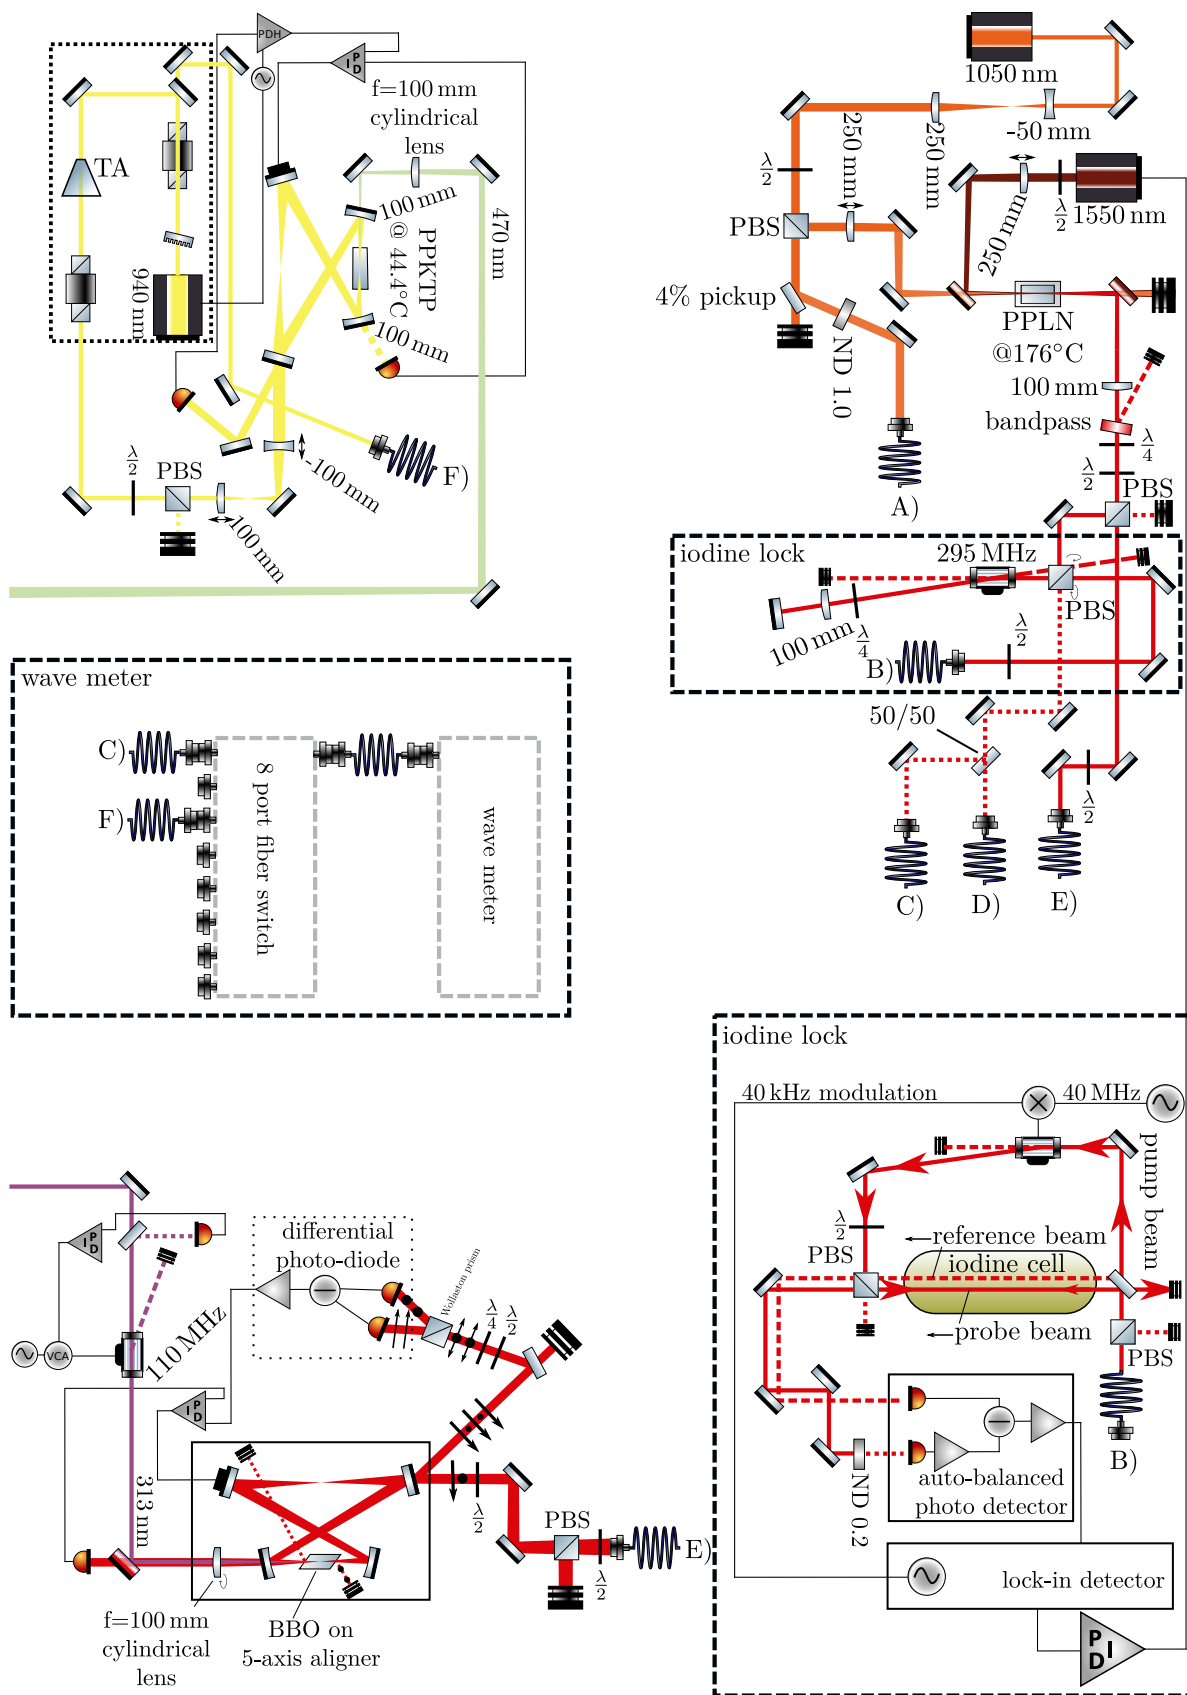 PDH
P
I
D
f=100 mm
cylindrical
lens
TA
940 nm
100 mm
PPKTP
@ 44.4°C
100 mm
470 nm
λ/2
PBS
100 mm
-100 mm
F)
1050 nm
-50 mm
250 mm
250 mm
λ/2
PBS
4% pickup
ND 1.0
A)
λ/2
1550 nm
250 mm
PPLN
@176°C
100 mm
bandpass
λ/4
λ/2
PBS
iodine lock
295 MHz
PBS
100 mm
λ/4
λ/2
B)
50/50
λ/2
C)
D)
E)
wave meter
C)
F)
8 port fiber switch
wave meter
iodine lock
40 kHz modulation
40 MHz
pump beam
λ/2
PBS
reference beam
iodine cell
probe beam
PBS
B)
ND 0.2
auto-balanced
photo detector
lock-in detector
P
I
D
P
I
D
VCA
110 MHz
differential
photo-diode
Wollaston prism
λ/4
λ/2
P
I
D
313 nm
λ/2
PBS
λ/2
E)
f=100 mm
cylindrical
lens
BBO on
5-axis aligner